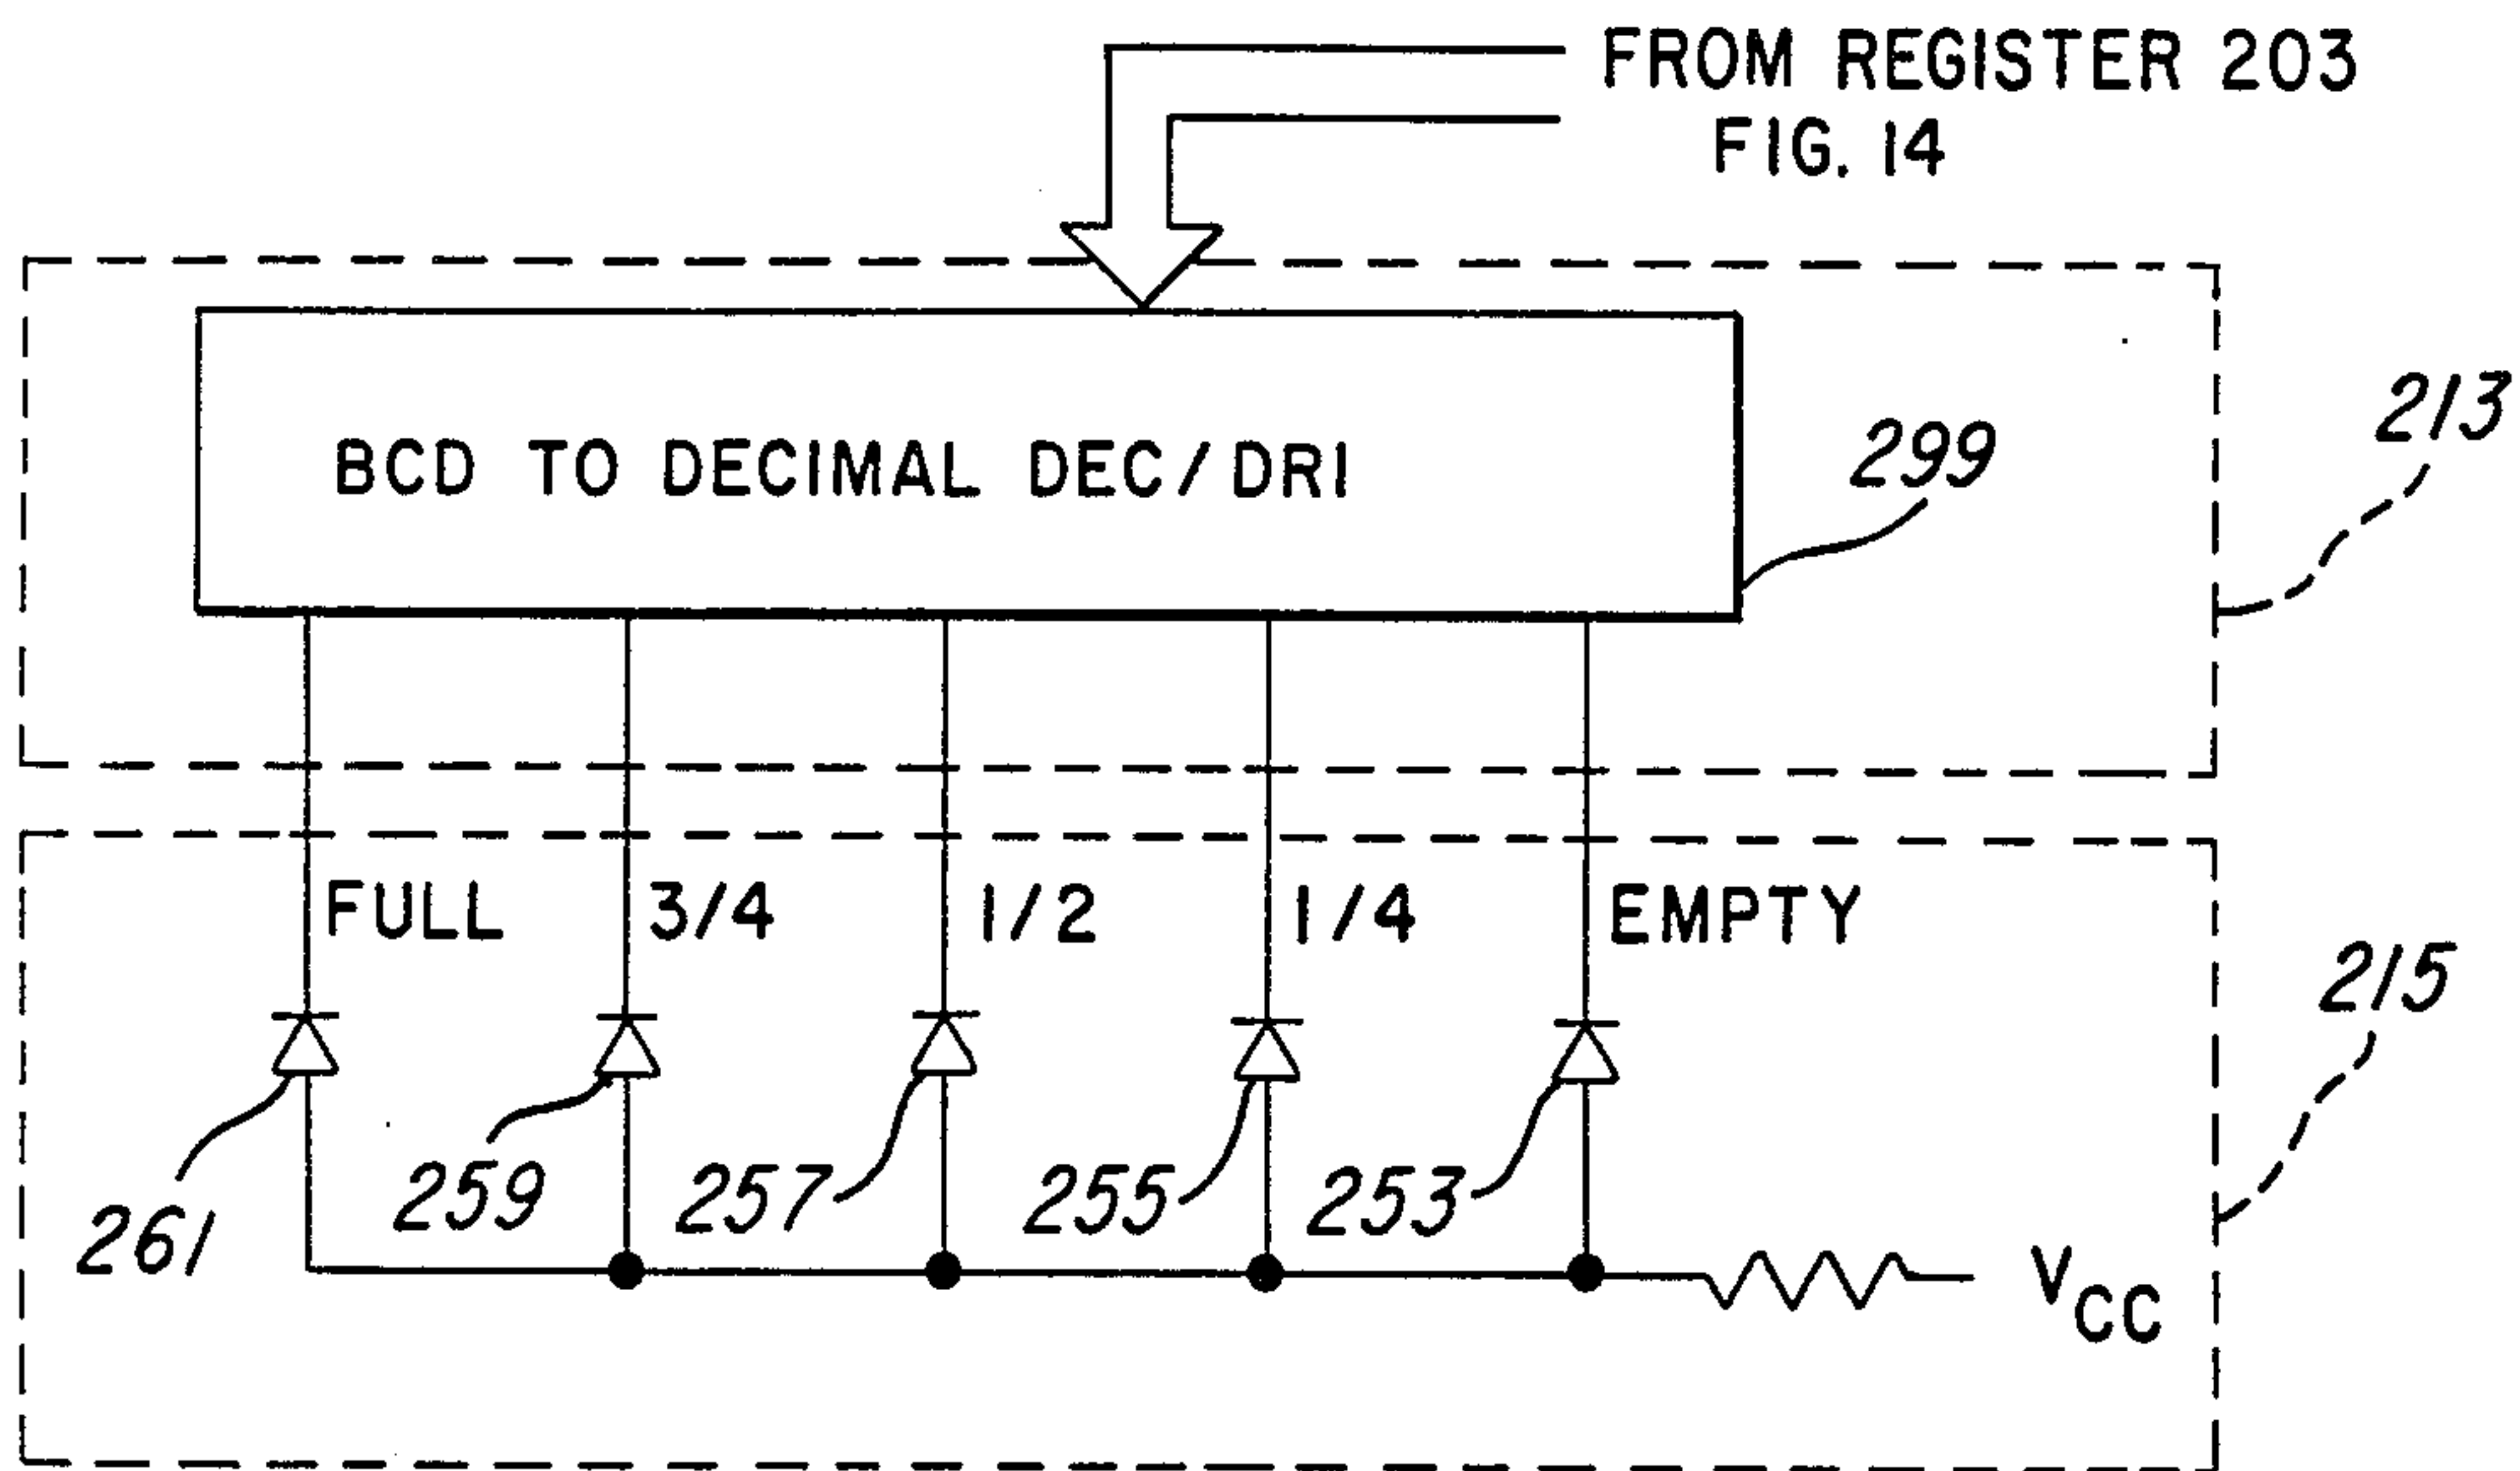 FROM REGISTER 203
FIG. 14
BCD TO DECIMAL DEC/DRI
299
213
FULL 3/4 1/2 1/4 EMPTY
215
261 259 257 255 253
VCC